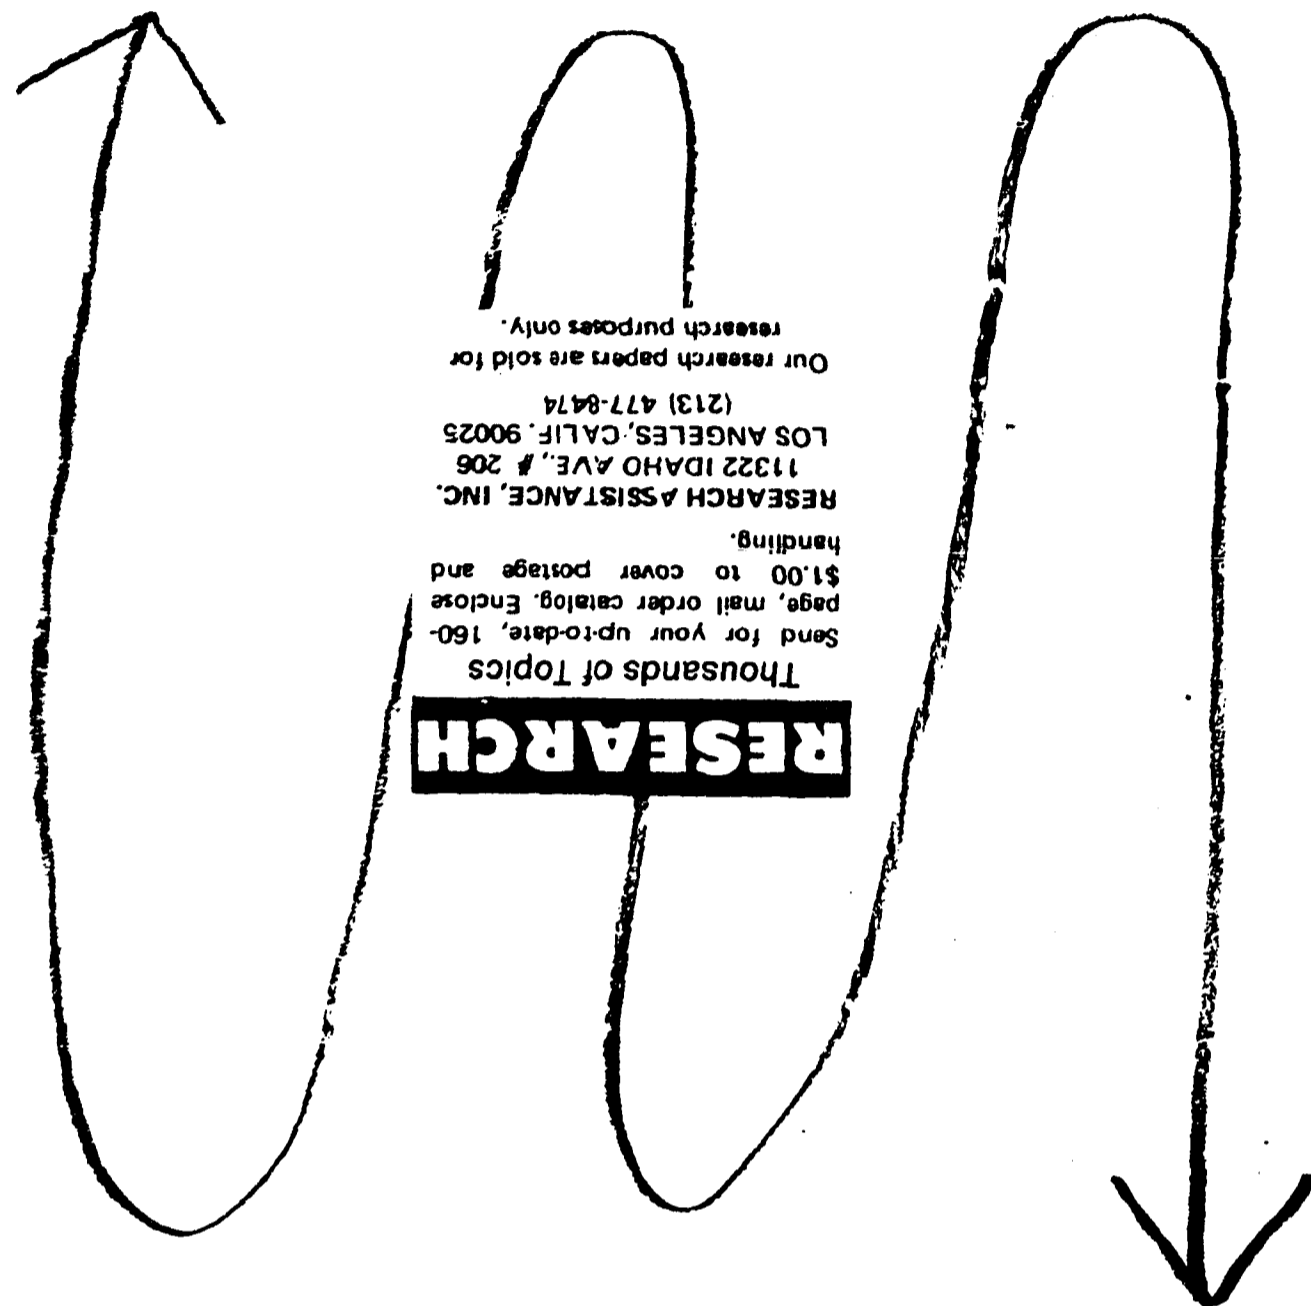 RESEARCH
Thousands of Topics
Send for your up-to-date, 160-
page, mail order catalog. Enclose
$1.00 to cover postage and
handling.
RESEARCH ASSISTANCE, INC.
11322 IDAHO AVE., # 206
LOS ANGELES, CALIF. 90025
(213) 477-8474
Our research papers are sold for
research purposes only.